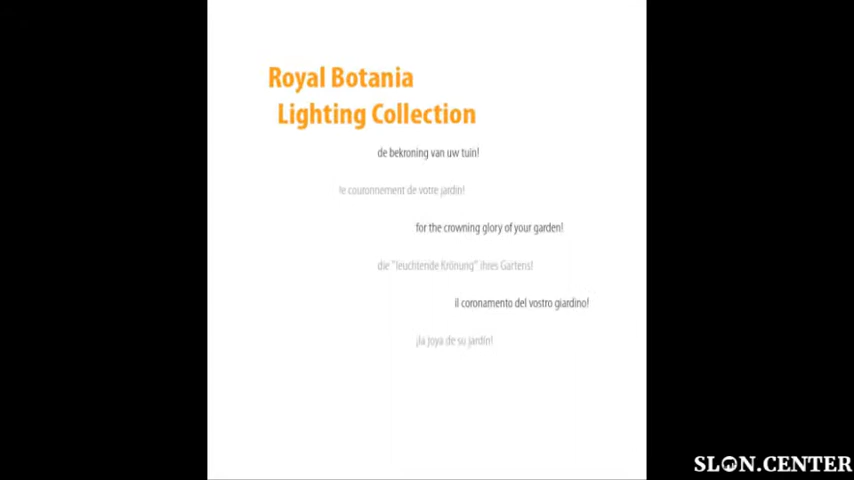 Royal Botania
Lighting Collection
de bekroning van uw tuin!
le couronnement de votre jardin!
for the crowning glory of your garden!
die "leuchtende Krönung" ihres Gartens!
il coronamento del vostro giardino!
¡la joya de su jardín!
SLON.CENTER